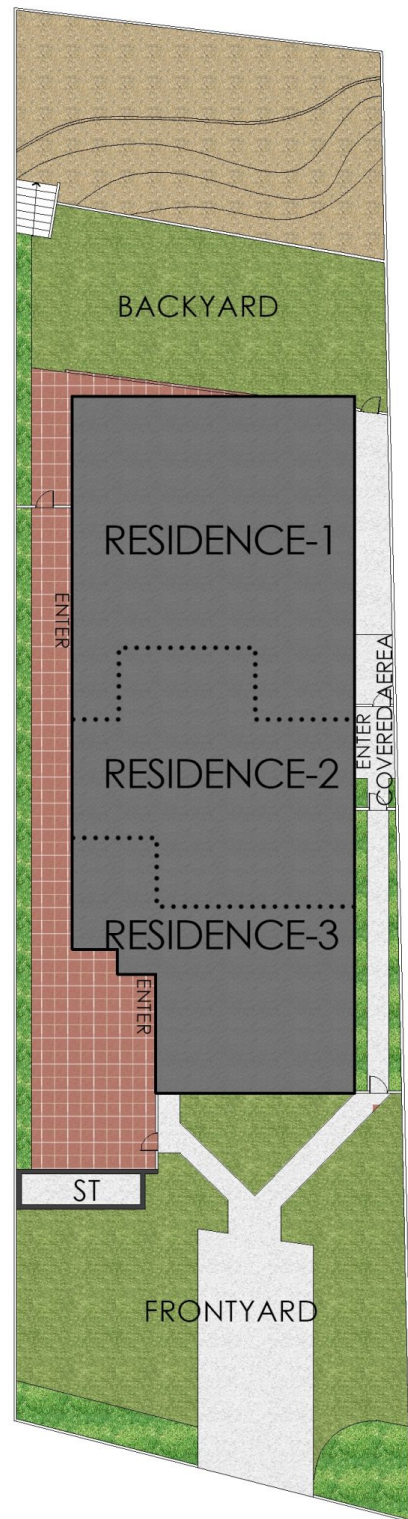 BACKYARD
RESIDENCE-1
ENTER
COVERED AEREA
ENTER
RESIDENCE-2
RESIDENCE-3
ENTER
ST
FRONTYARD